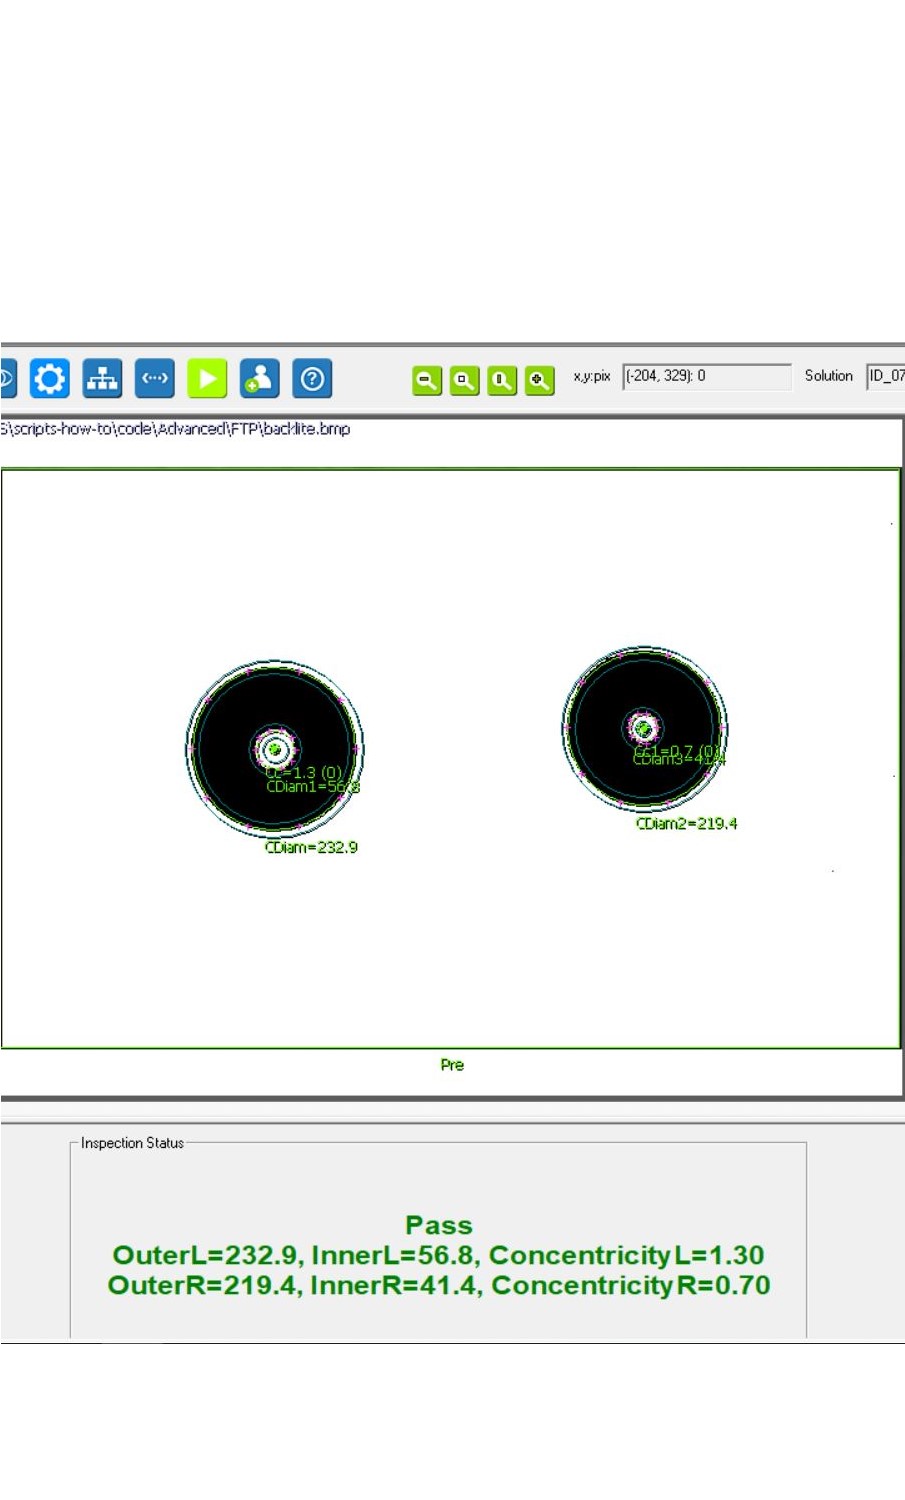 x,y:pix (-204, 329): 0 Solution ID_07
S\scripts-how-to\code\Advanced\FTP\backlite.bmp
CC=1.3 (0)
CDiam1=56.8
CDiam=232.9
CC1=0.7 (0)
CDiam3=41.4
CDiam2=219.4
Pre
Inspection Status
Pass
OuterL=232.9, InnerL=56.8, ConcentricityL=1.30
OuterR=219.4, InnerR=41.4, ConcentricityR=0.70